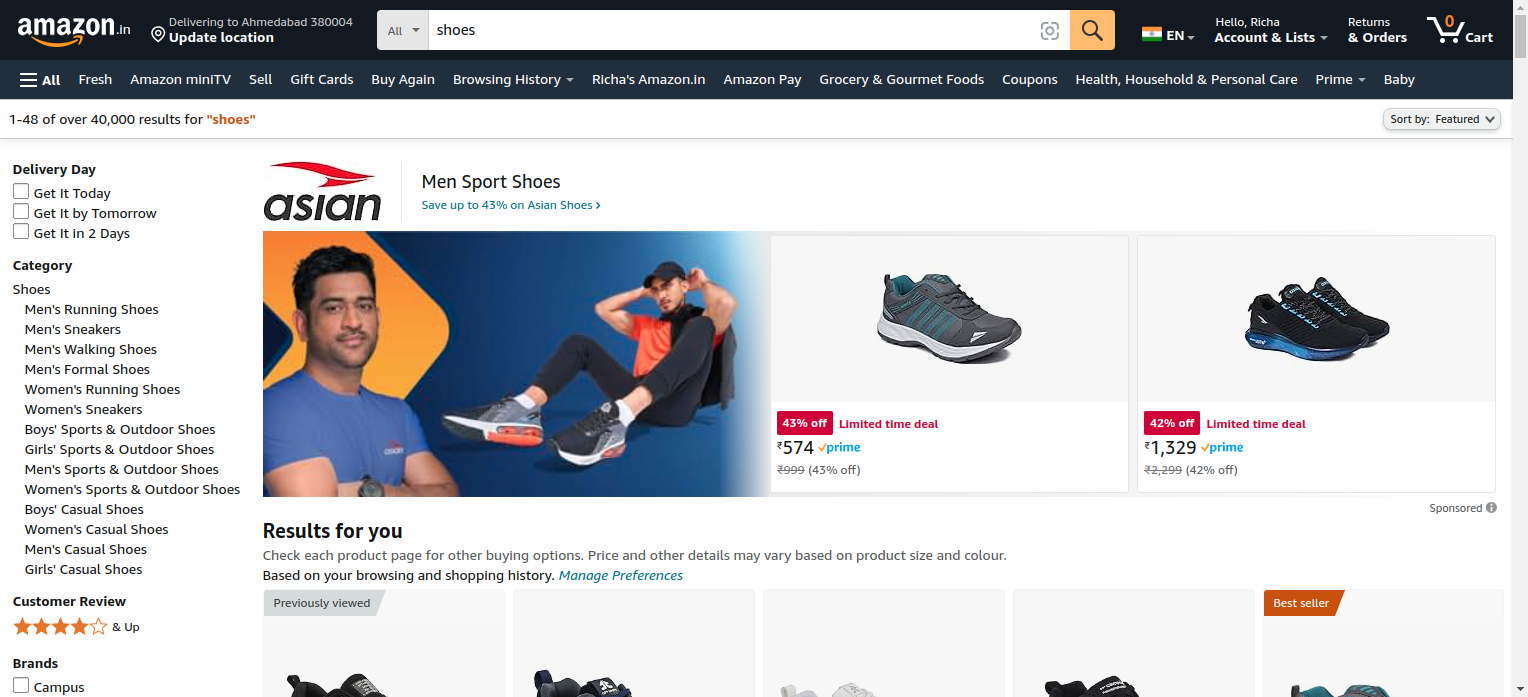 amazon.in
Delivering to Ahmedabad 380004
Update location
All
shoes
EN
Hello, Richa
Account & Lists
Returns
& Orders
0
Cart
All
Fresh
Amazon miniTV
Sell
Gift Cards
Buy Again
Browsing History
Richa's Amazon.in
Amazon Pay
Grocery & Gourmet Foods
Coupons
Health, Household & Personal Care
Prime
Baby
1-48 of over 40,000 results for "shoes"
Sort by: Featured
Delivery Day
Get It Today
Get It by Tomorrow
Get It in 2 Days
Category
Shoes
Men's Running Shoes
Men's Sneakers
Men's Walking Shoes
Men's Formal Shoes
Women's Running Shoes
Women's Sneakers
Boys' Sports & Outdoor Shoes
Girls' Sports & Outdoor Shoes
Men's Sports & Outdoor Shoes
Women's Sports & Outdoor Shoes
Boys' Casual Shoes
Women's Casual Shoes
Men's Casual Shoes
Girls' Casual Shoes
Customer Review
& Up
Brands
Campus
asian
Men Sport Shoes
Save up to 43% on Asian Shoes ›
asian
43% off Limited time deal
₹574 prime
₹999 (43% off)
42% off Limited time deal
₹1,329 prime
₹2,299 (42% off)
Sponsored
Results for you
Check each product page for other buying options. Price and other details may vary based on product size and colour.
Based on your browsing and shopping history. Manage Preferences
Previously viewed
Best seller